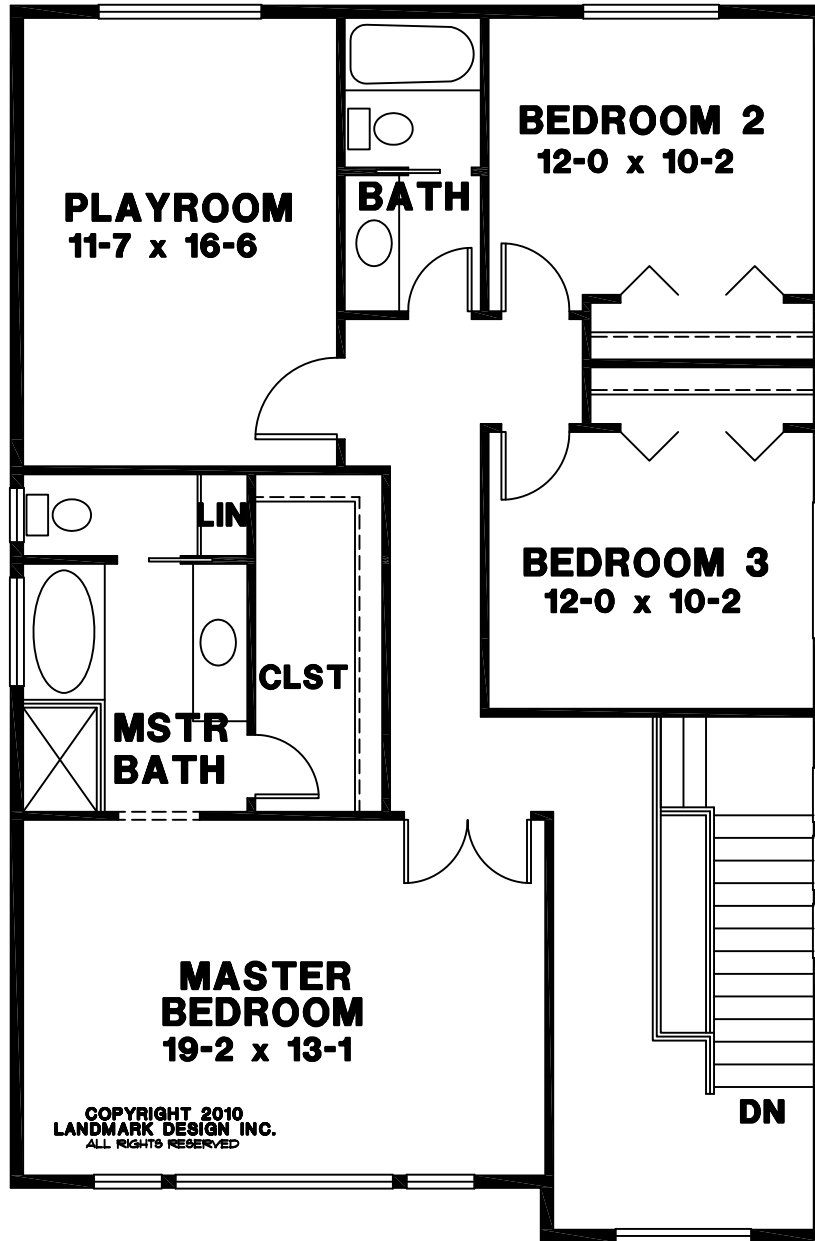 BEDROOM 2
12-0 x 10-2
BATH
PLAYROOM
11-7 x 16-6
LIN
BEDROOM 3
12-0 x 10-2
CLST
MSTR
BATH
MASTER
BEDROOM
19-2 x 13-1
COPYRIGHT 2010
LANDMARK DESIGN INC.
ALL RIGHTS RESERVED
DN